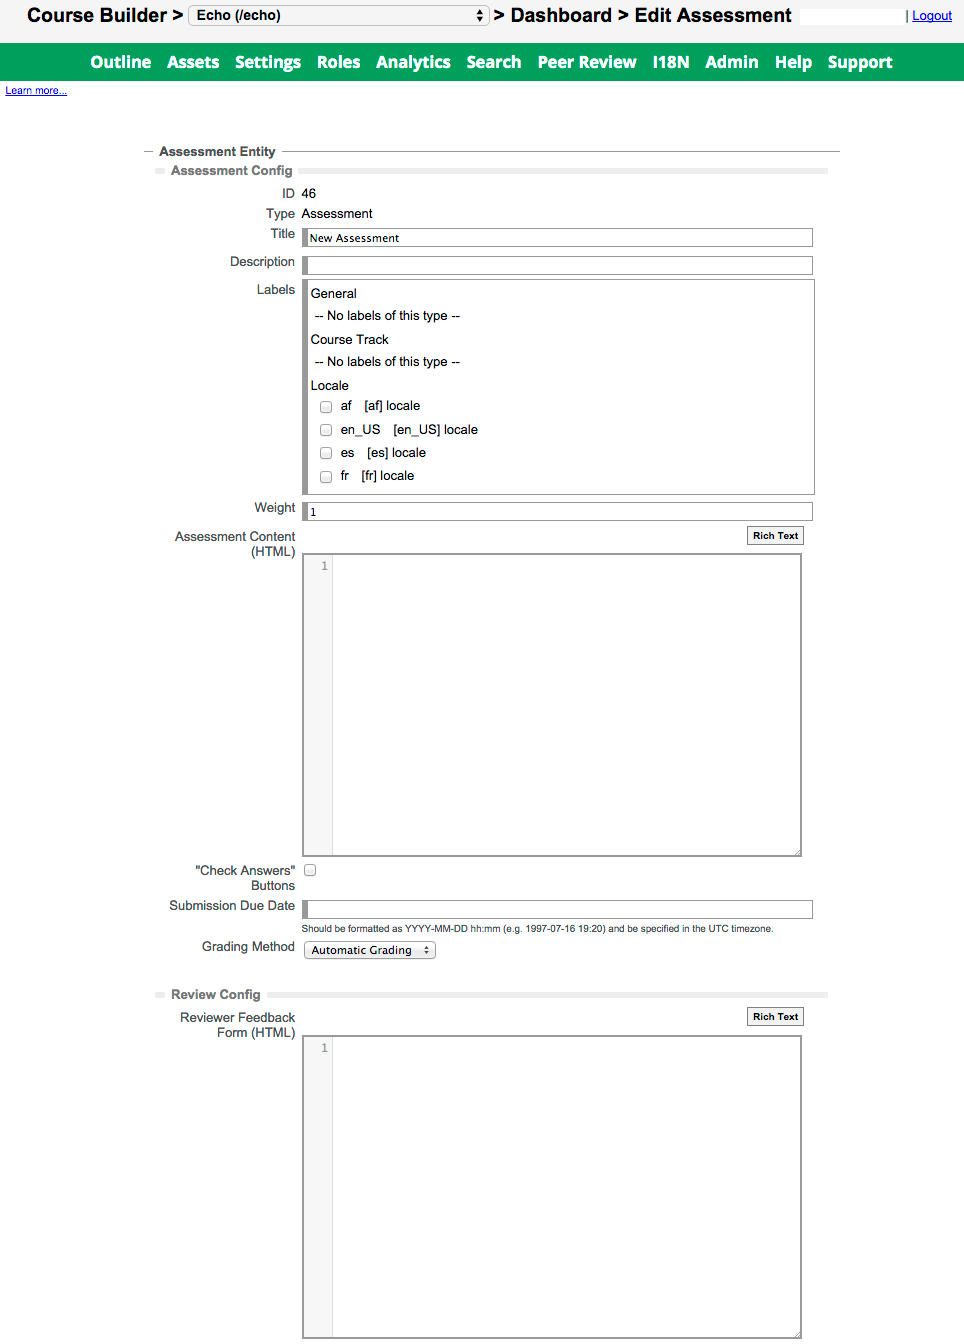 Course Builder > Echo (/echo) > Dashboard > Edit Assessment | Logout
Outline Assets Settings Roles Analytics Search Peer Review I18N Admin Help Support
Learn more...
Assessment Entity
Assessment Config
ID 46
Type Assessment
Title New Assessment
Description
Labels
General
-- No labels of this type --
Course Track
-- No labels of this type --
Locale
af [af] locale
en_US [en_US] locale
es [es] locale
fr [fr] locale
Weight 1
Assessment Content Rich Text
(HTML)
1
"Check Answers"
Buttons
Submission Due Date
Should be formatted as YYYY-MM-DD hh:mm (e.g. 1997-07-16 19:20) and be specified in the UTC timezone.
Grading Method Automatic Grading
Review Config
Reviewer Feedback Rich Text
Form (HTML)
1